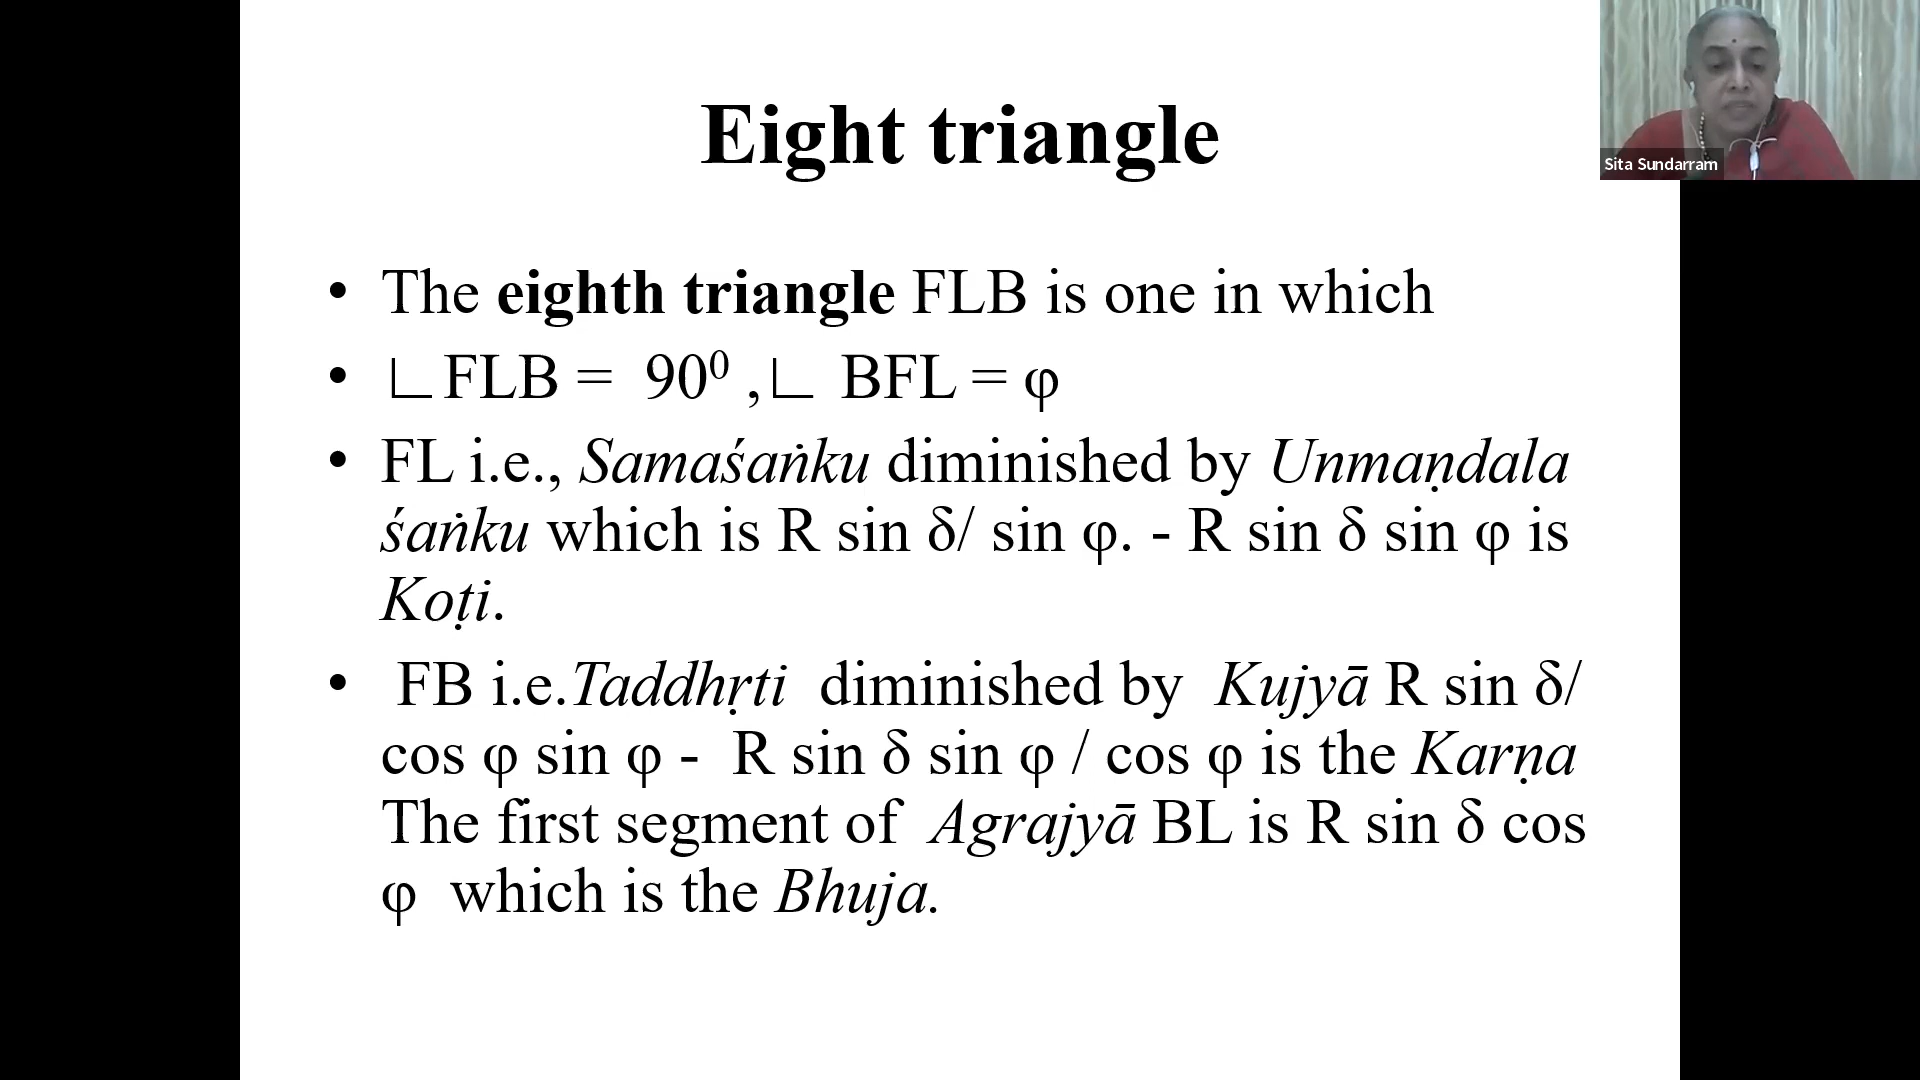 Eight triangle
• The eighth triangle FLB is one in which
• ∟FLB = 90⁰ ,∟ BFL = φ
• FL i.e., Samaśaṅku diminished by Unmaṇdala
śaṅku which is R sin δ/ sin φ. - R sin δ sin φ is
Koṭi.
• FB i.e.Taddhṛti diminished by Kujyā R sin δ/
cos φ sin φ - R sin δ sin φ / cos φ is the Karṇa
The first segment of Agrajyā BL is R sin δ cos
φ which is the Bhuja.
Sita Sundarram